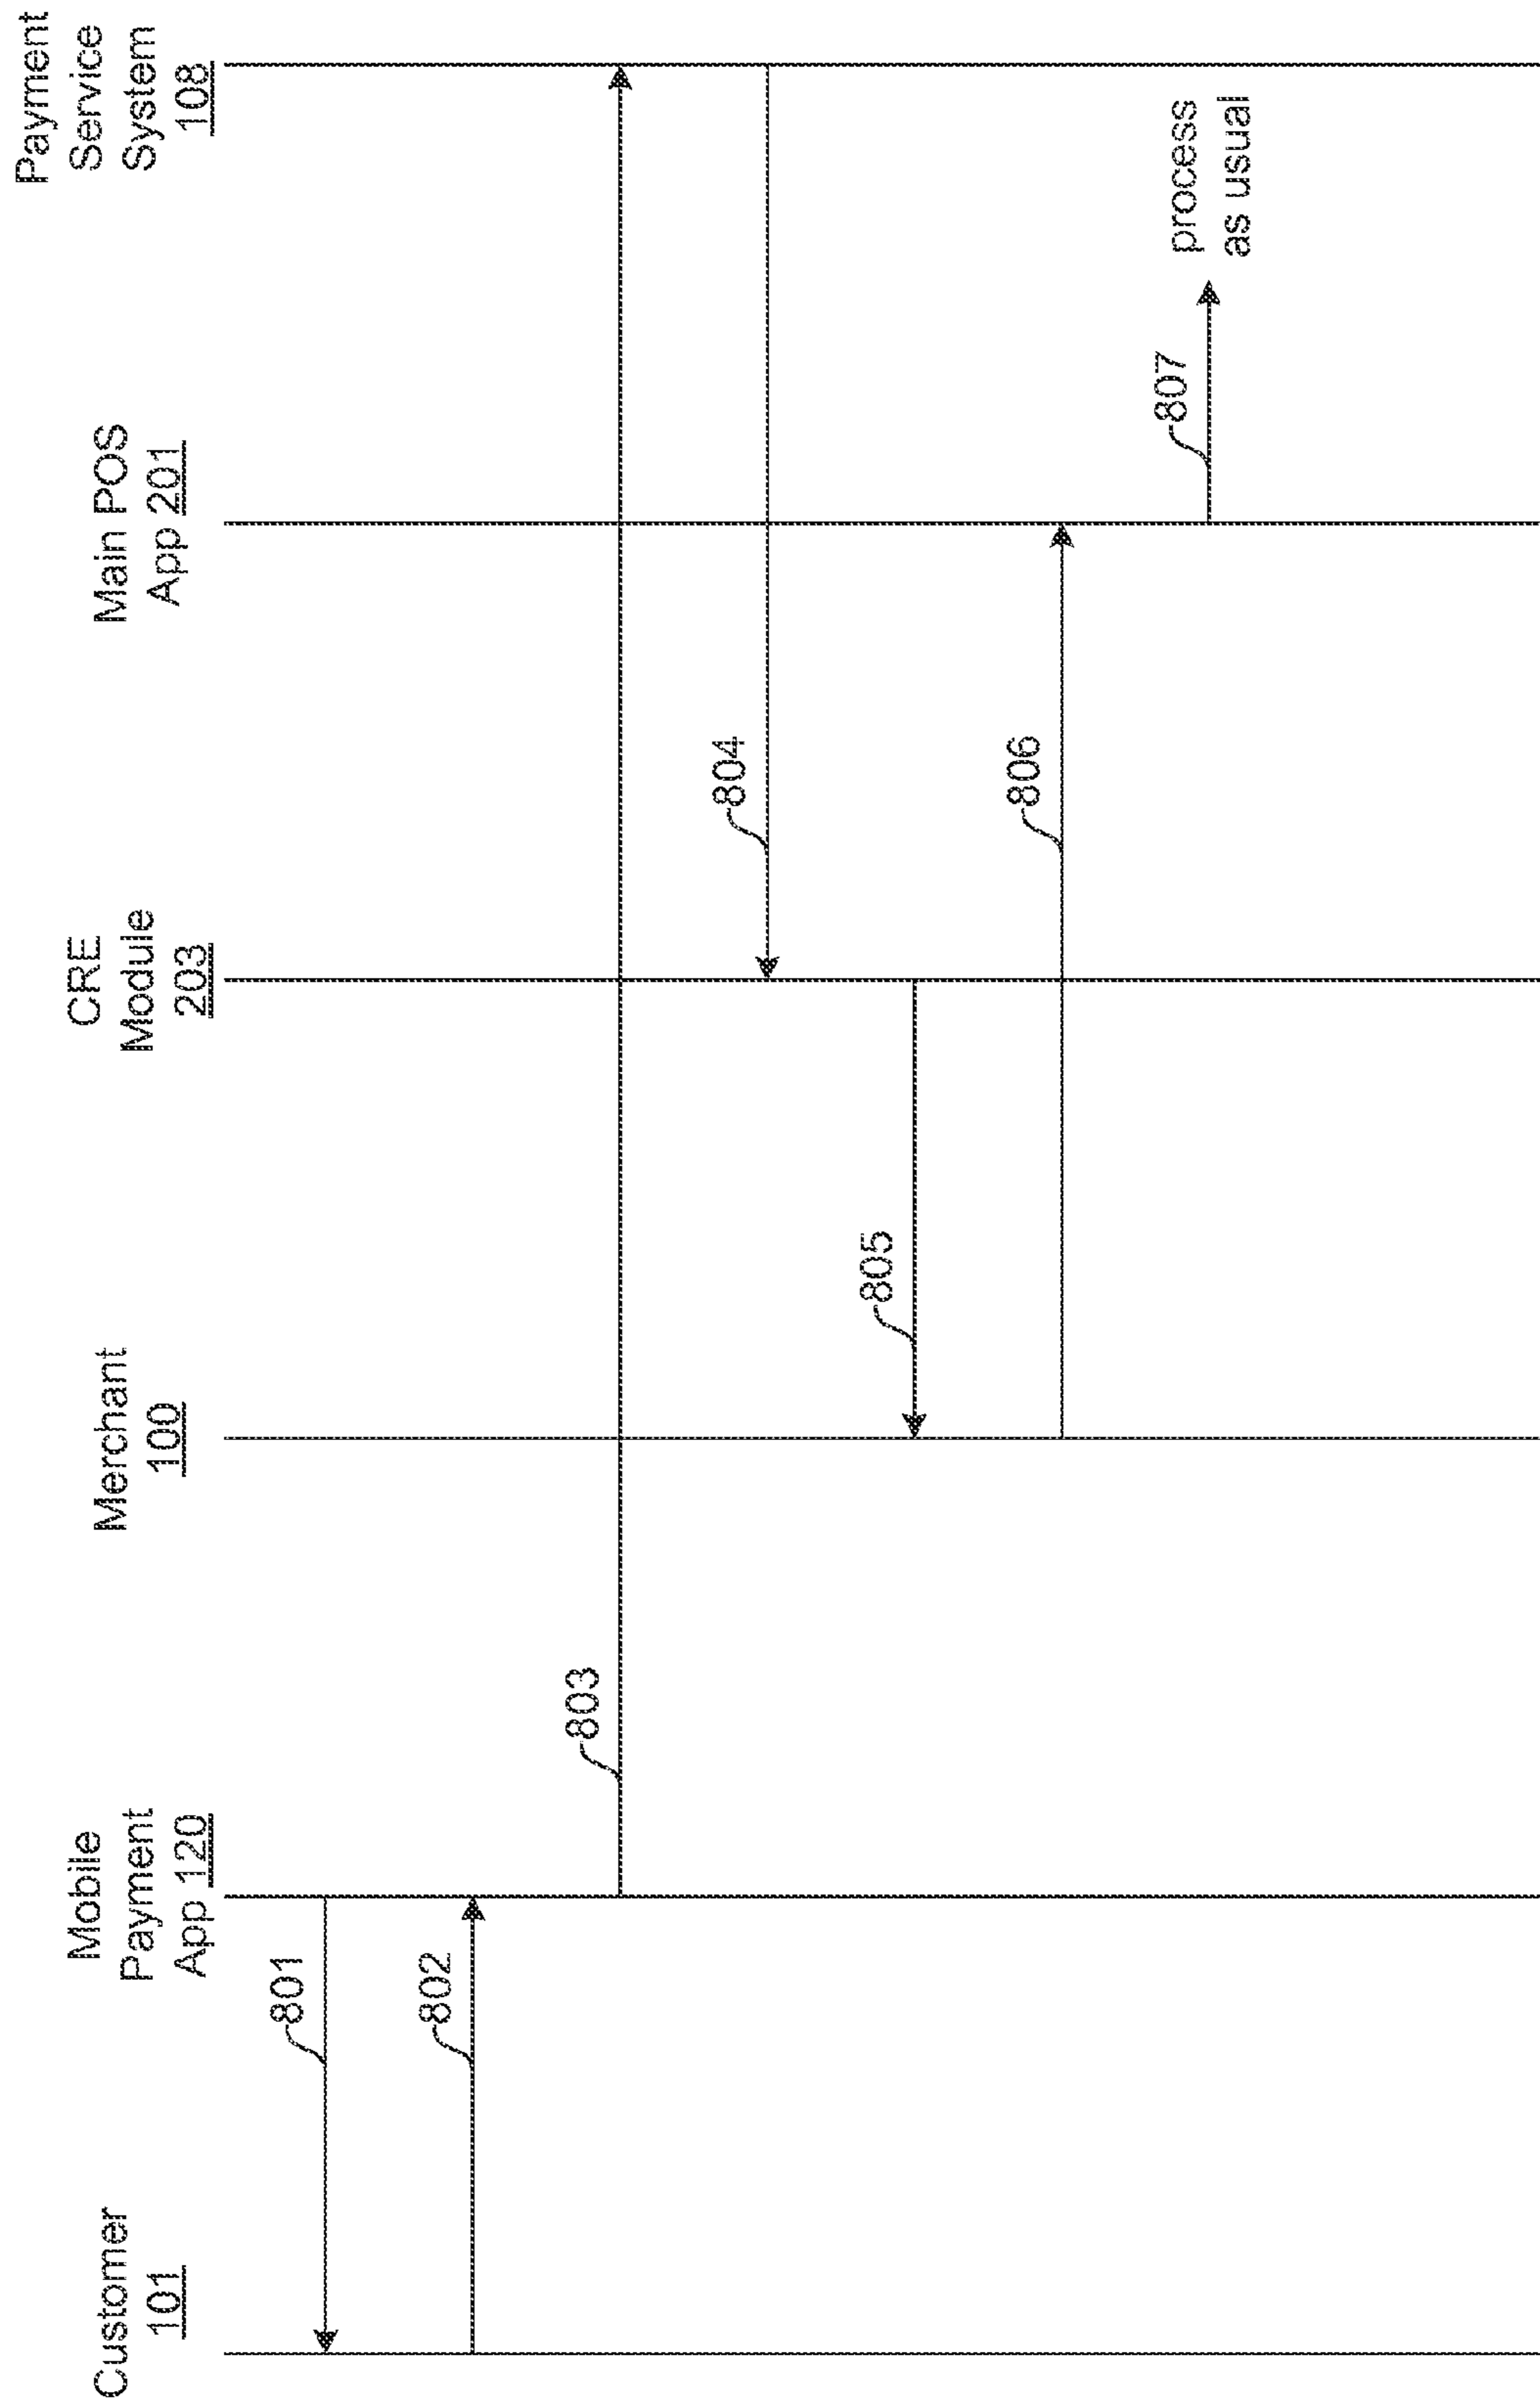 Customer
101
Mobile
Payment
App 120
Merchant
100
CRE
Module
203
Main POS
App 201
Payment
Service
System
108
801
802
803
804
805
806
807
process
as usual